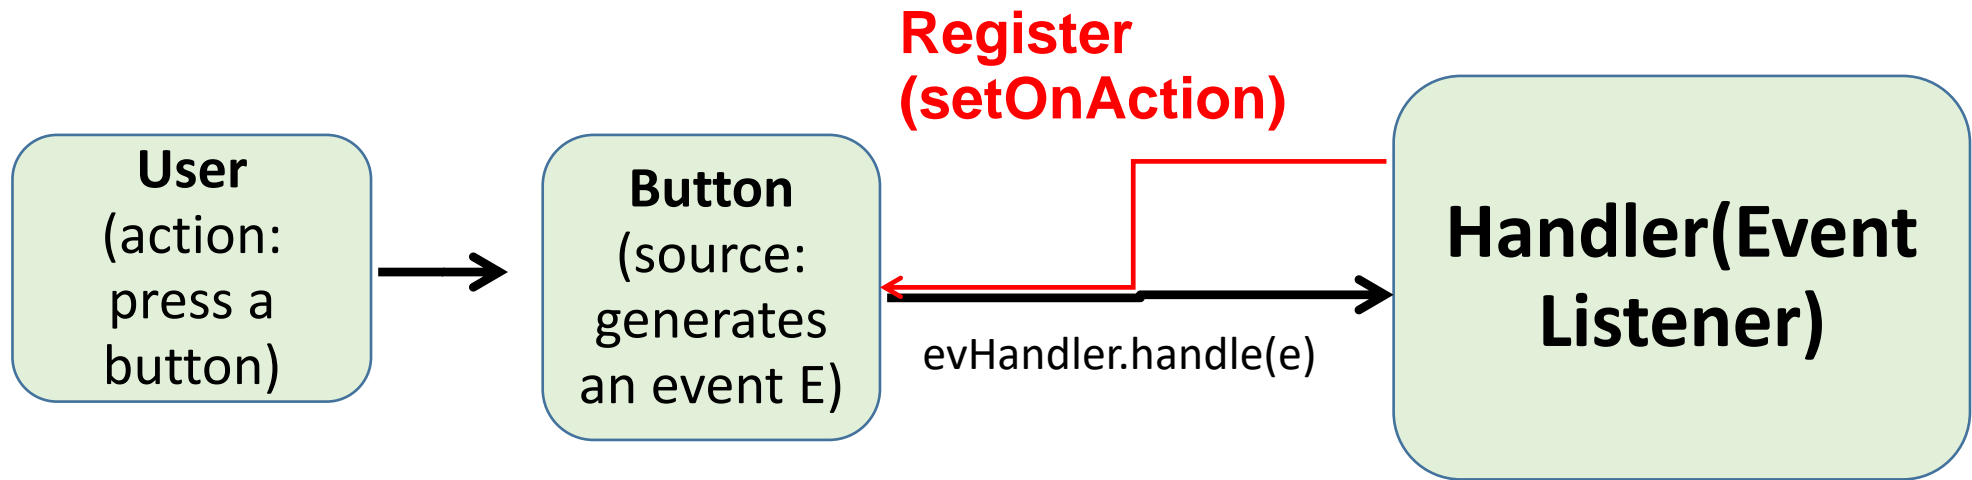 Register
(setOnAction)
User
(action:
press a
button)
Button
(source:
generates
an event E)
evHandler.handle(e)
Handler(Event
Listener)